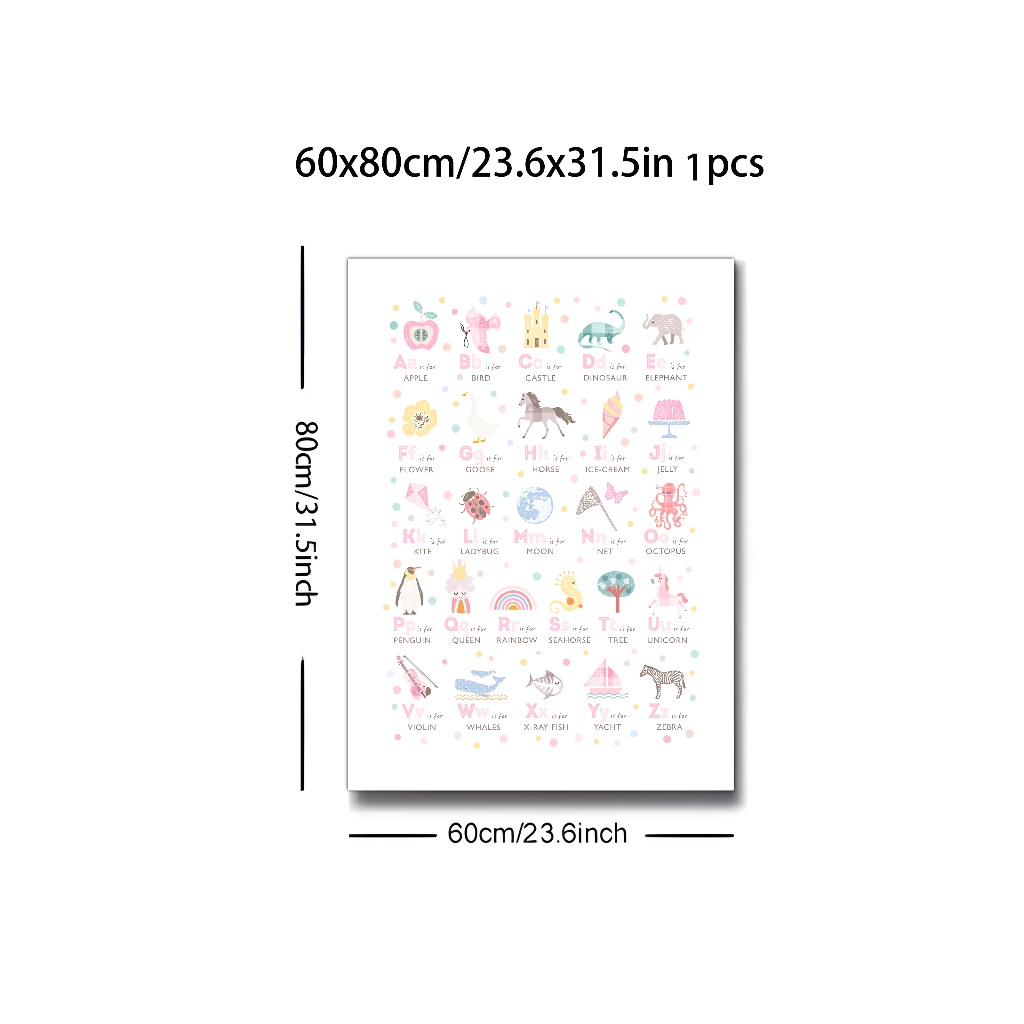 60x80cm/23.6x31.5in 1pcs
80cm/31.5inch
Aa is for Bb is for Cc is for Dd is for Ee is for
APPLE BIRD CASTLE DINOSAUR ELEPHANT
Ff is for Gg is for Hh is for Ii is for Jj is for
FLOWER GOOSE HORSE ICE-CREAM JELLY
Kk is for Ll is for Mm is for Nn is for Oo is for
KITE LADYBUG MOON NET OCTOPUS
Pp is for Qq is for Rr is for Ss is for Tt is for Uu is for
PENGUIN QUEEN RAINBOW SEAHORSE TREE UNICORN
Vv is for Ww is for Xx is for Yy is for Zz is for
VIOLIN WHALES X-RAY FISH YACHT ZEBRA
60cm/23.6inch